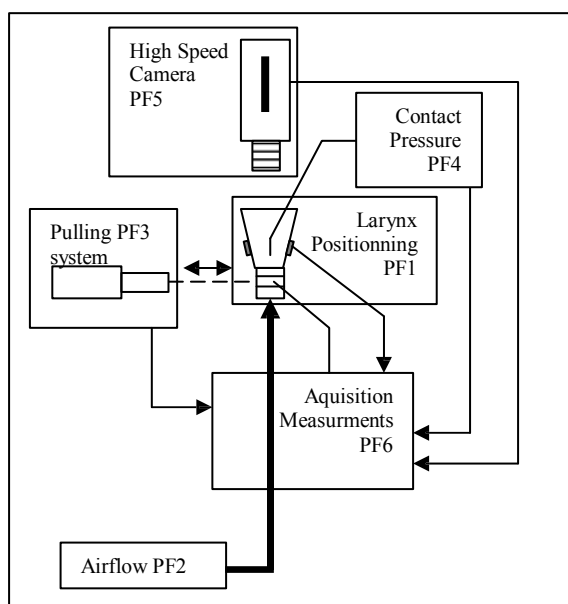 High Speed
Camera
PF5
Contact
Pressure
PF4
Pulling PF3
system
Larynx
Positionning
PF1
Aquisition
Measurments
PF6
Airflow PF2